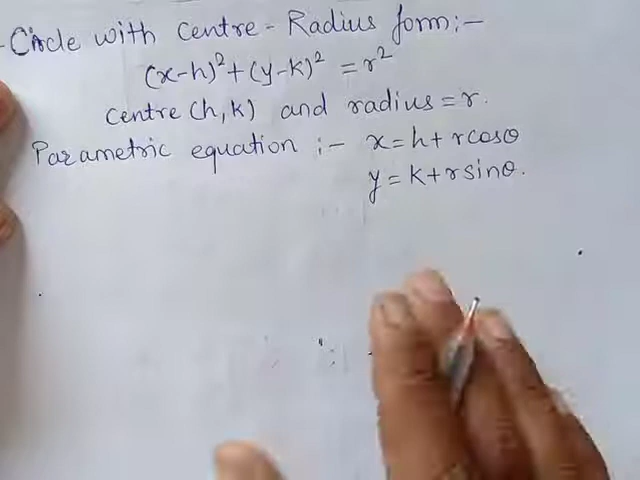 Circle with Centre - Radius form :-
(x-h)² + (y-k)² = r²
Centre (h, k) and radius = r.
Parametric equation :- x = h + r cosθ
y = k + r sinθ.